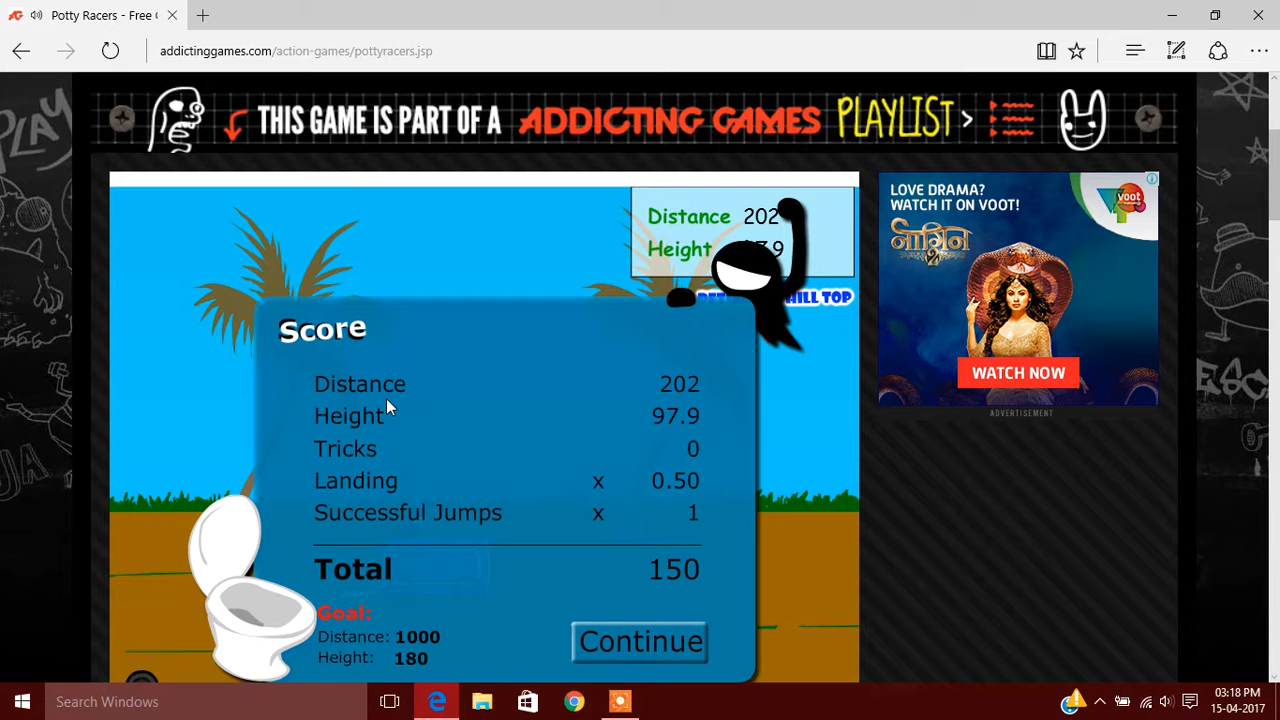 Potty Racers - Free G
addictinggames.com/action-games/pottyracers.jsp
THIS GAME IS PART OF A ADDICTING GAMES PLAYLIST >
Distance 202
Height 97.9
HILL TOP
Score
Distance 202
Height 97.9
Tricks 0
Landing x 0.50
Successful Jumps x 1
Total 150
Goal:
Distance: 1000
Height: 180
Continue
LOVE DRAMA?
WATCH IT ON VOOT!
VOOT
नागिन
2
WATCH NOW
ADVERTISEMENT
Search Windows
03:18 PM
15-04-2017